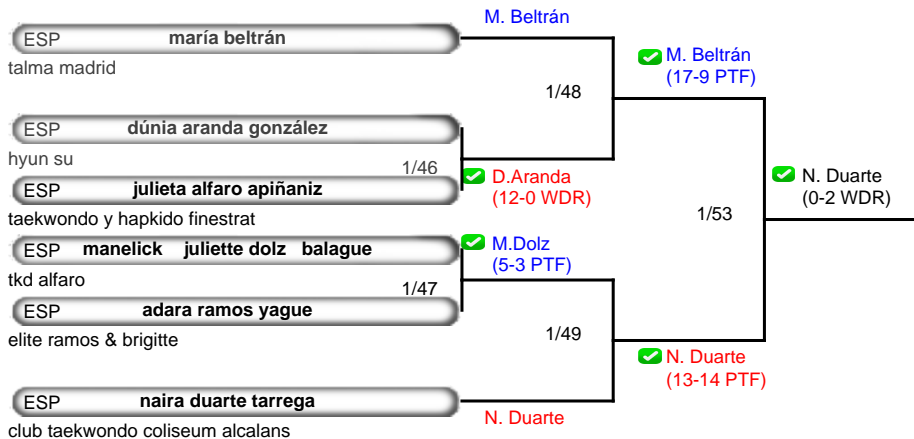 M. Beltrán
ESP maría beltrán
talma madrid
M. Beltrán
(17-9 PTF)
1/48
ESP dúnia aranda gonzález
hyun su
1/46
D.Aranda
(12-0 WDR)
ESP julieta alfaro apiñaniz
taekwondo y hapkido finestrat
N. Duarte
(0-2 WDR)
1/53
ESP manelick juliette dolz balague
tkd alfaro
M.Dolz
(5-3 PTF)
1/47
ESP adara ramos yague
elite ramos & brigitte
1/49
N. Duarte
(13-14 PTF)
ESP naira duarte tarrega
club taekwondo coliseum alcalans
N. Duarte